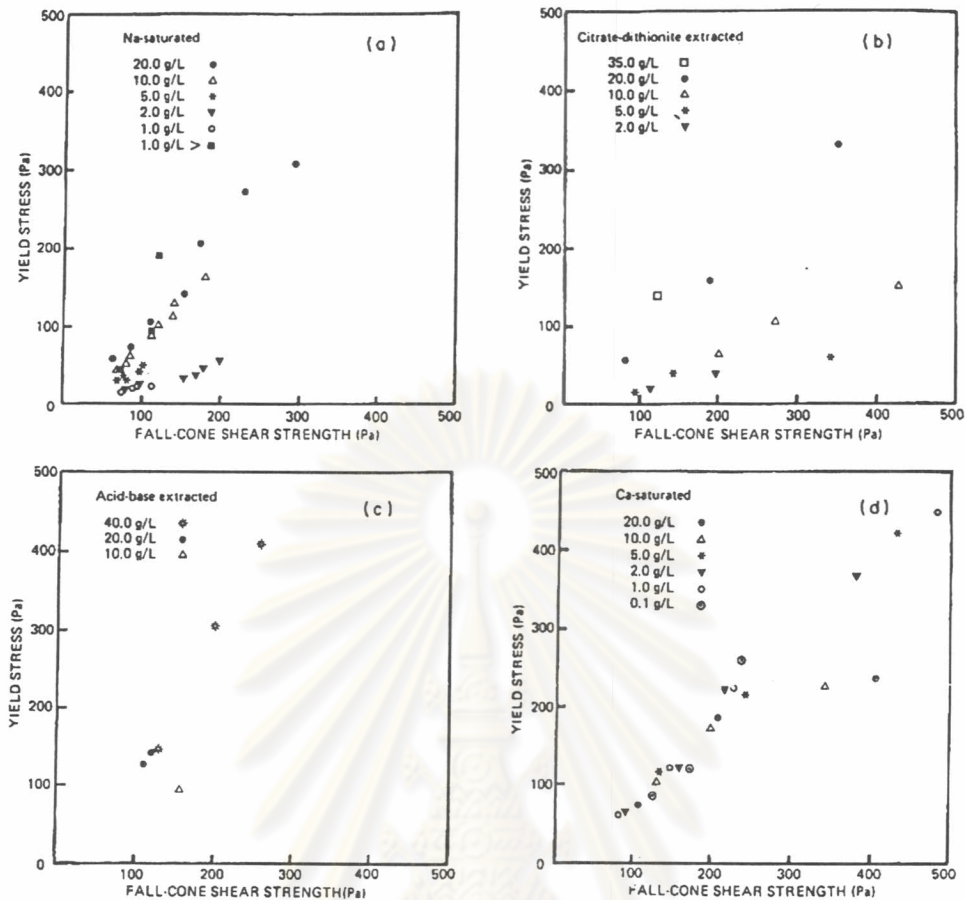 500
400
300
200
100
0
YIELD STRESS (Pa)
Na-saturated
(a)
20.0 g/L ●
10.0 g/L △
5.0 g/L *
2.0 g/L ▼
1.0 g/L ○
1.0 g/L > ■
100 200 300 400 500
FALL-CONE SHEAR STRENGTH (Pa)
500
400
300
200
100
0
YIELD STRESS (Pa)
Citrate-dithionite extracted
(b)
35.0 g/L □
20.0 g/L ●
10.0 g/L △
5.0 g/L *
2.0 g/L ▼
100 200 300 400 500
FALL-CONE SHEAR STRENGTH (Pa)
500
400
300
200
100
0
YIELD STRESS (Pa)
Acid-base extracted
(c)
40.0 g/L ✲
20.0 g/L ●
10.0 g/L △
100 200 300 400 500
FALL-CONE SHEAR STRENGTH(Pa)
500
400
300
200
100
0
YIELD STRESS (Pa)
Ca-saturated
(d)
20.0 g/L ●
10.0 g/L △
5.0 g/L *
2.0 g/L ▼
1.0 g/L ○
0.1 g/L ⊙
100 200 300 400 500
FALL-CONE SHEAR STRENGTH(Pa)